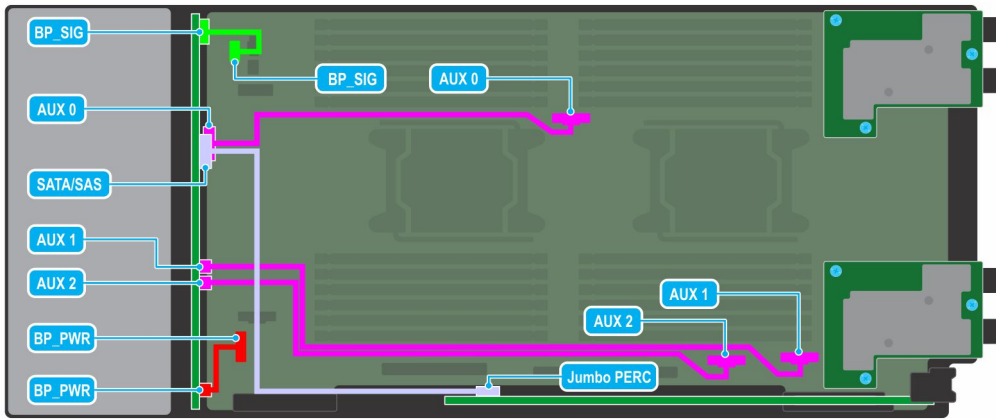 BP_SIG
BP_SIG
AUX 0
AUX 0
SATA/SAS
AUX 1
AUX 2
AUX 1
AUX 2
BP_PWR
Jumbo PERC
BP_PWR